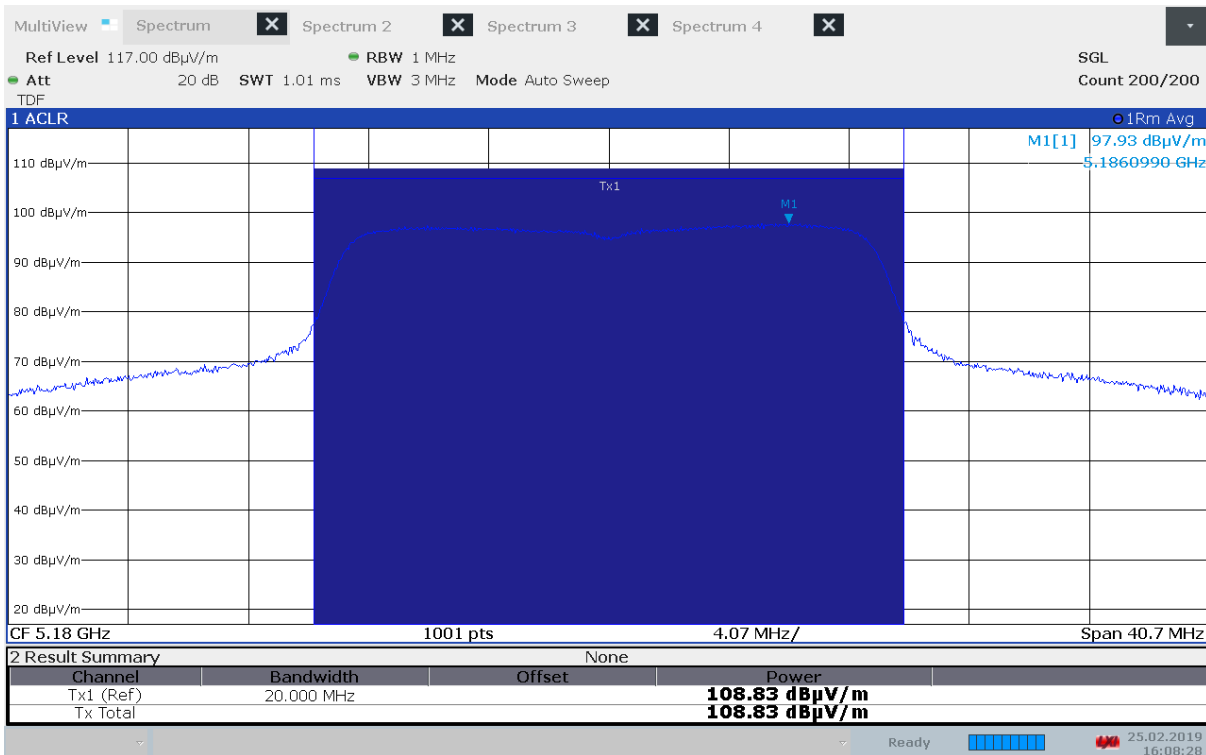 MultiView Spectrum X Spectrum 2 X Spectrum 3 X Spectrum 4 X
Ref Level 117.00 dBµV/m RBW 1 MHz SGL
Att 20 dB SWT 1.01 ms VBW 3 MHz Mode Auto Sweep Count 200/200
TDF
1 ACLR 1Rm Avg
M1[1] 97.93 dBµV/m
5.1860990 GHz
110 dBµV/m
Tx1
M1
100 dBµV/m
90 dBµV/m
80 dBµV/m
70 dBµV/m
60 dBµV/m
50 dBµV/m
40 dBµV/m
30 dBµV/m
20 dBµV/m
CF 5.18 GHz 1001 pts 4.07 MHz/ Span 40.7 MHz
2 Result Summary None
Channel Bandwidth Offset Power
Tx1 (Ref) 20.000 MHz 108.83 dBµV/m
Tx Total 108.83 dBµV/m
Ready 25.02.2019
16:08:28